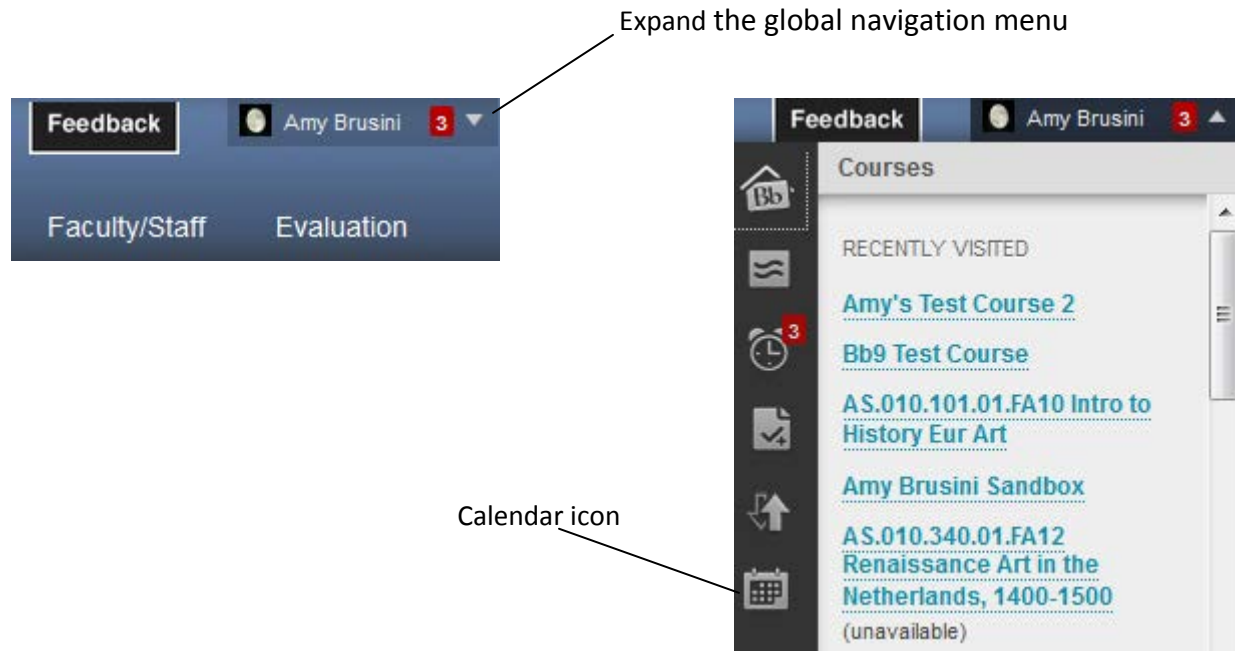 Expand the global navigation menu
Feedback
Amy Brusini 3
Faculty/Staff Evaluation
Calendar icon
Feedback
Amy Brusini 3
Bb
Courses
3
RECENTLY VISITED
Amy's Test Course 2
Bb9 Test Course
AS.010.101.01.FA10 Intro to
History Eur Art
Amy Brusini Sandbox
AS.010.340.01.FA12
Renaissance Art in the
Netherlands, 1400-1500
(unavailable)